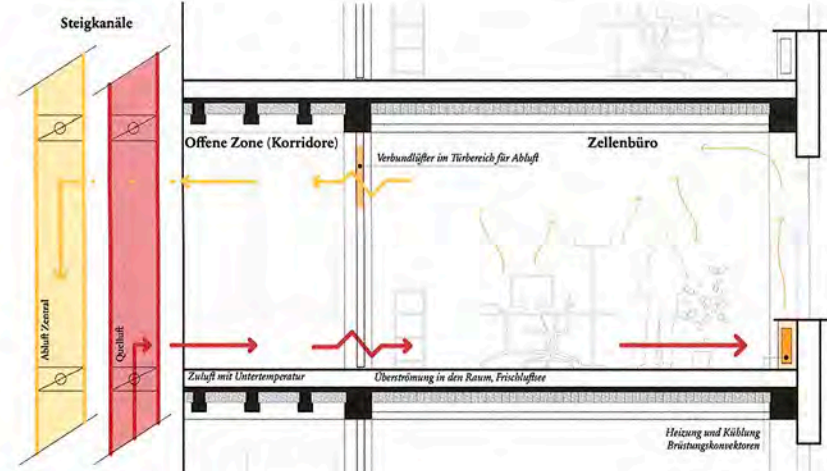 Steigkanäle
Offene Zone (Korridore)
Zellenbüro
Verbundlüfter im Türbereich für Abluft
Abluft Zentral
Quelluft
Zuluft mit Untertemperatur
Überströmung in den Raum, Frischluftsee
Heizung und Kühlung
Brüstungskonvektoren